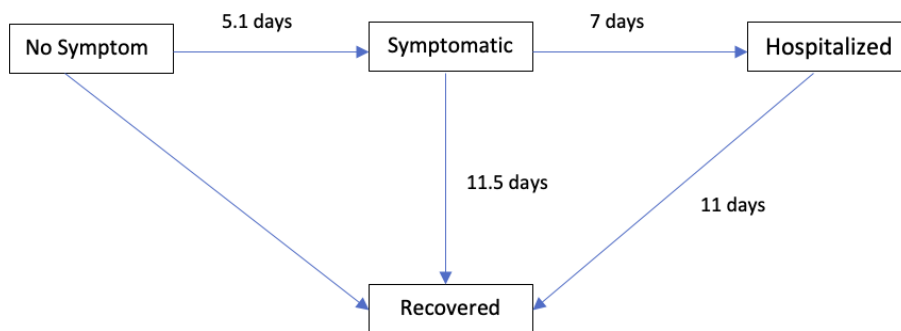 5.1 days
7 days
No Symptom
Symptomatic
Hospitalized
11.5 days
11 days
Recovered